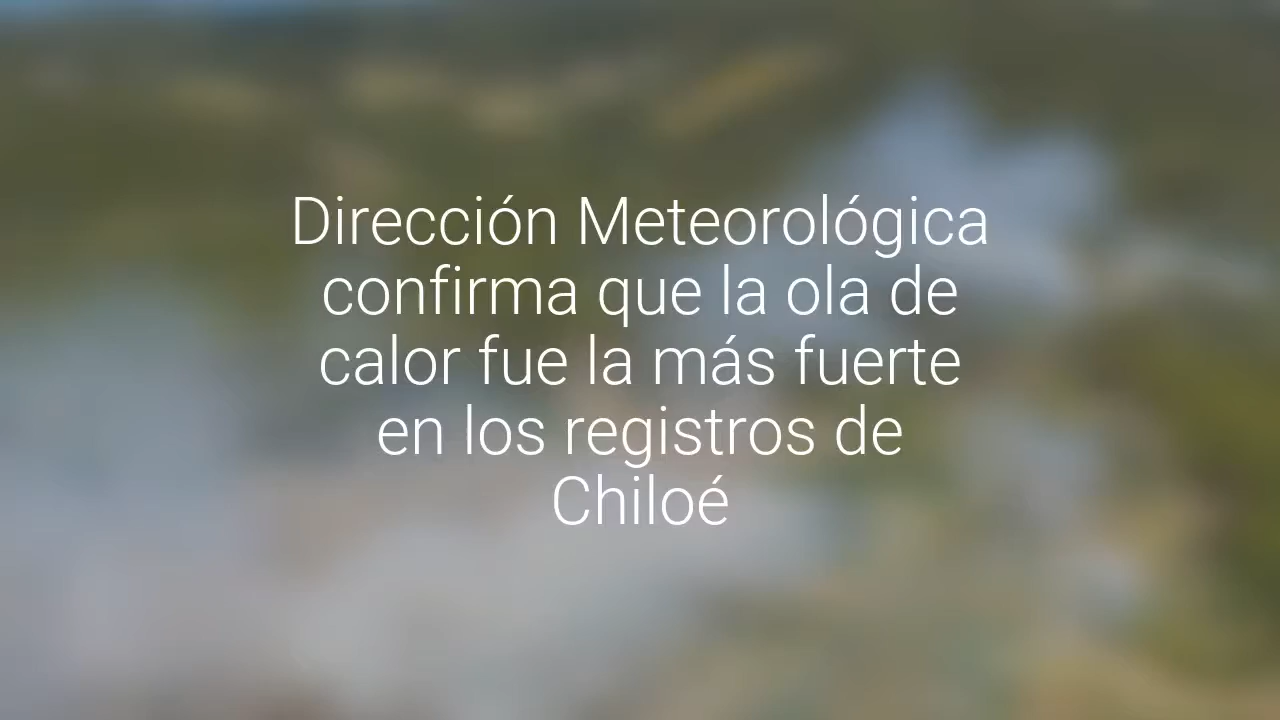 Dirección Meteorológica
confirma que la ola de
calor fue la más fuerte
en los registros de
Chiloé